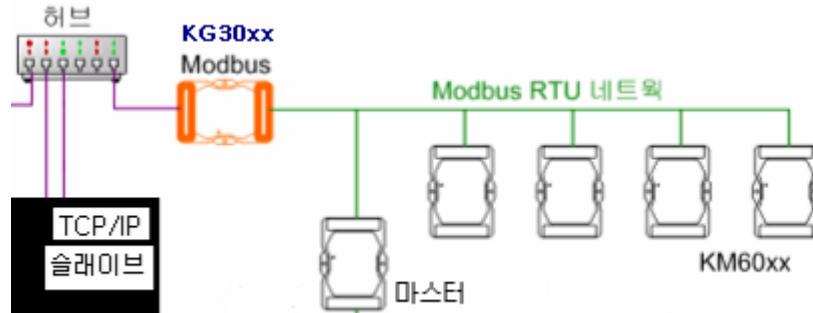 허브
KG30xx
Modbus
Modbus RTU 네트웍
TCP/IP
슬래이브
마스터
KM60xx